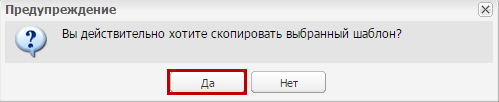 Предупреждение
Вы действительно хотите скопировать выбранный шаблон?
Да
Нет